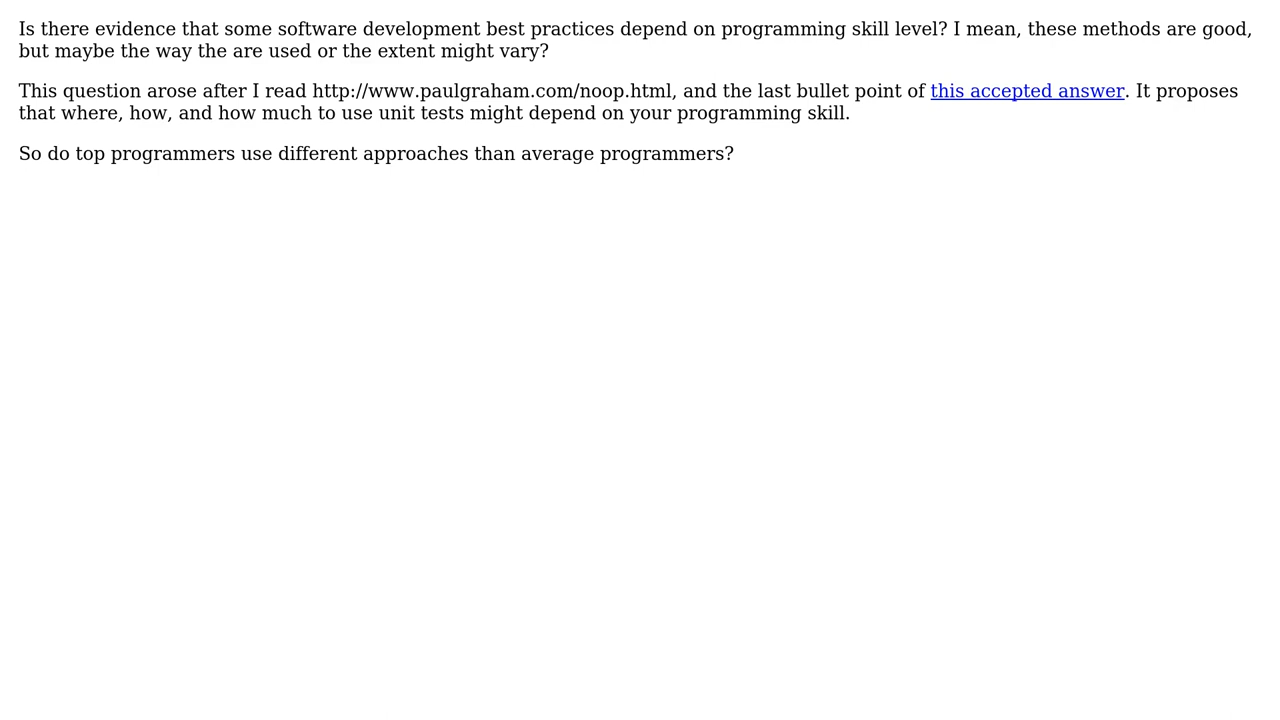 Is there evidence that some software development best practices depend on programming skill level? I mean, these methods are good,
but maybe the way the are used or the extent might vary?
This question arose after I read http://www.paulgraham.com/noop.html, and the last bullet point of this accepted answer. It proposes
that where, how, and how much to use unit tests might depend on your programming skill.
So do top programmers use different approaches than average programmers?